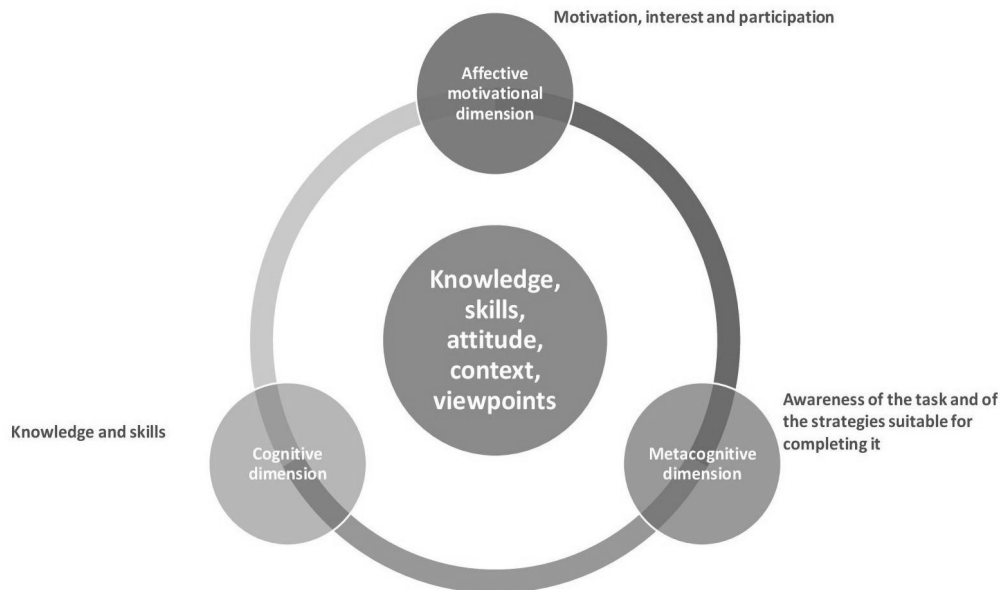 Motivation, interest and participation
Affective
motivational
dimension
Knowledge,
skills,
attitude,
context,
viewpoints
Knowledge and skills
Cognitive
dimension
Awareness of the task and of
the strategies suitable for
completing it
Metacognitive
dimension